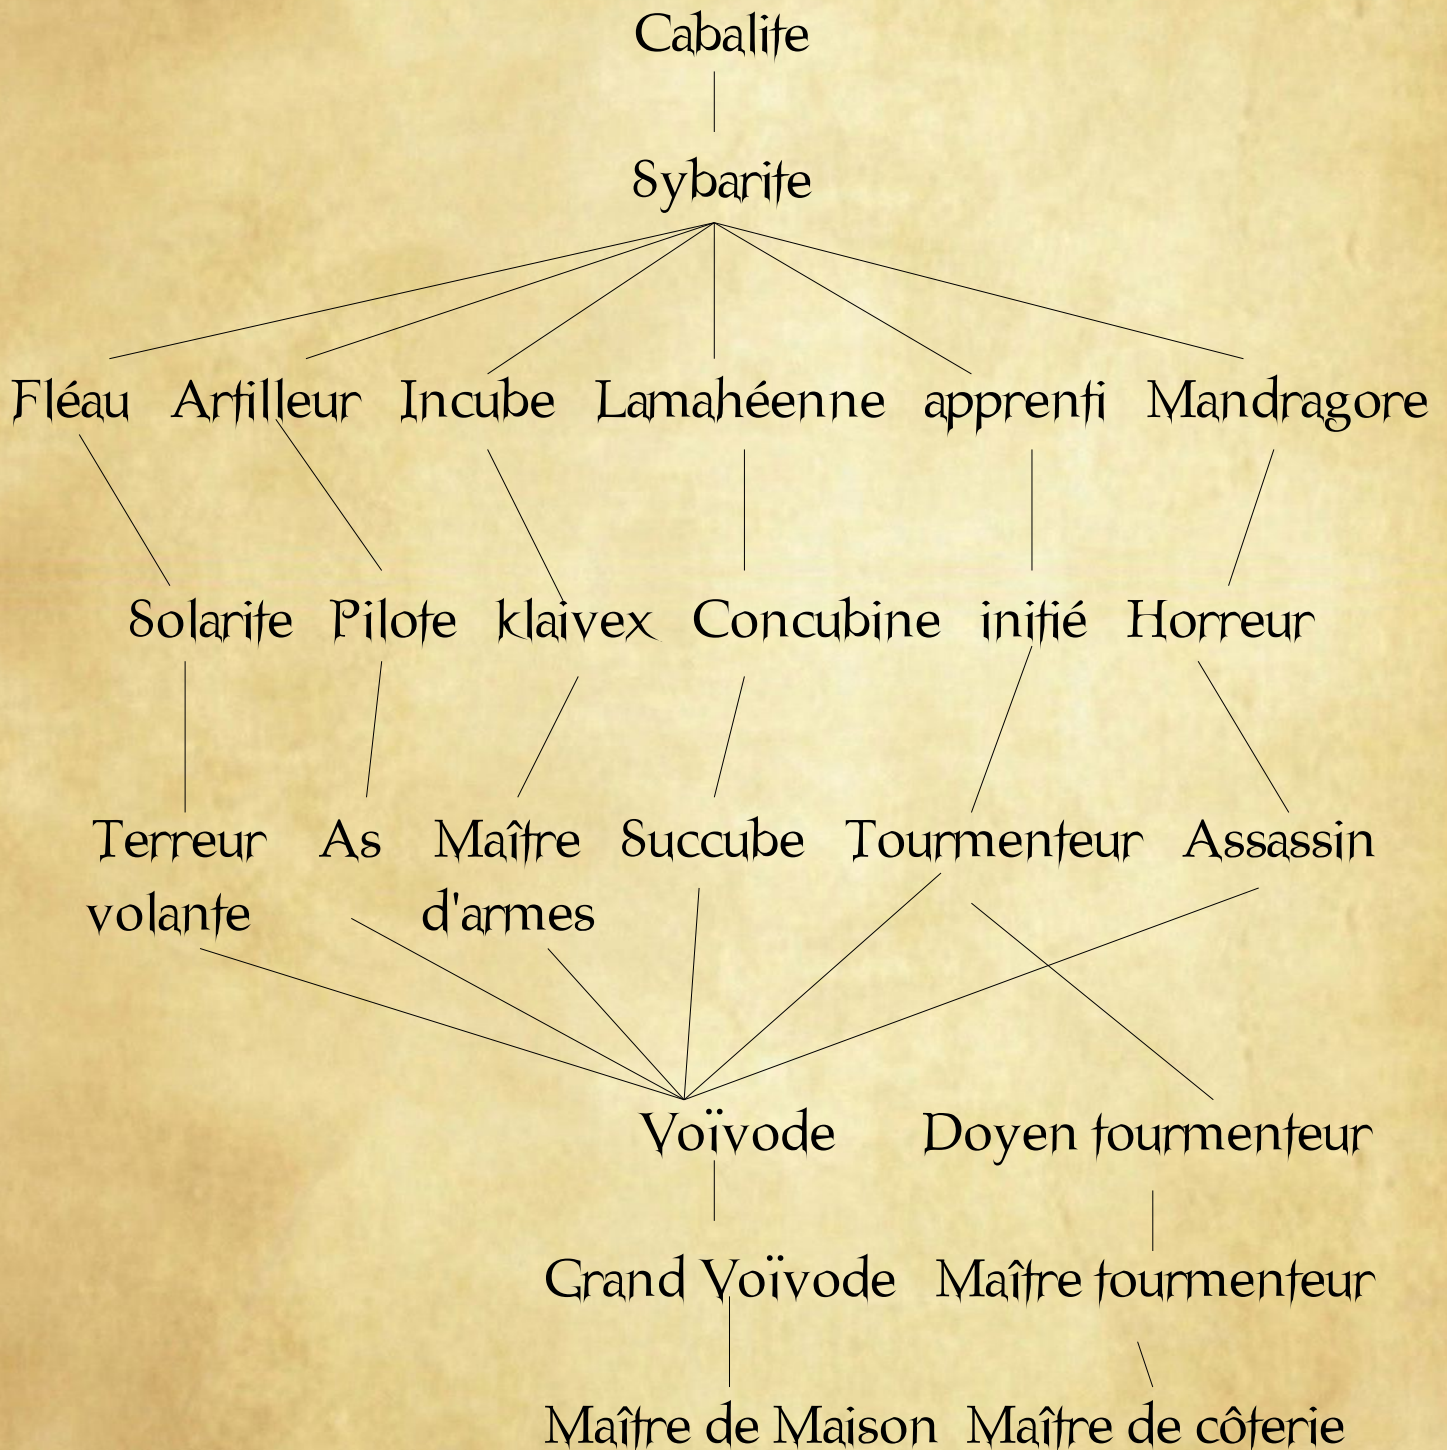 Cabalite
Sybarite
Fléau Artilleur Incube Lamahéenne apprenti Mandragore
Solarite Pilote klaivex Concubine initié Horreur
Terreur As Maître Succube Tourmenteur Assassin
volante d'armes
Voïvode Doyen tourmenteur
Grand Voïvode Maître tourmenteur
Maître de Maison Maître de côterie